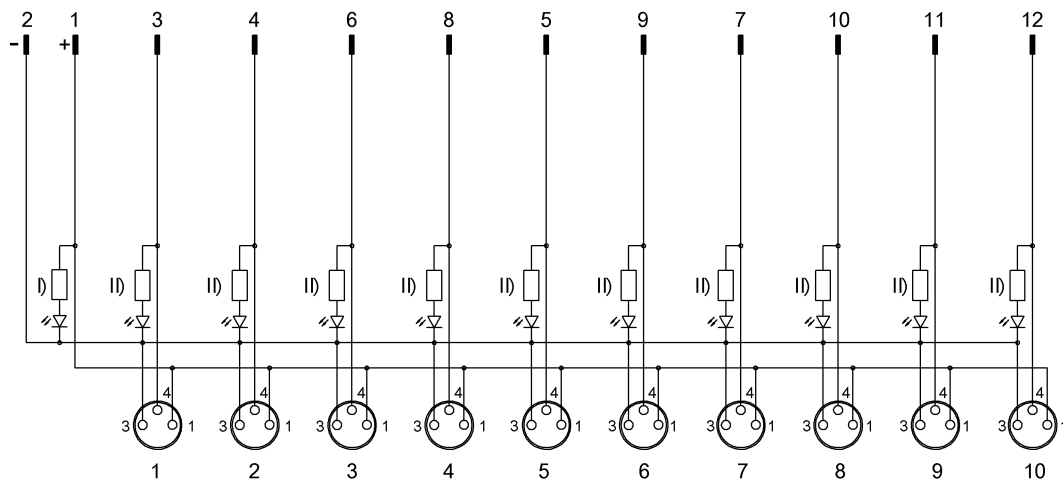 2 1 3 4 6 8 5 9 7 10 11 12
- +
I) II) II) II) II) II) II) II) II) II) II)
4 4 4 4 4 4 4 4 4 4
3 1 3 1 3 1 3 1 3 1 3 1 3 1 3 1 3 1 3 1
1 2 3 4 5 6 7 8 9 10